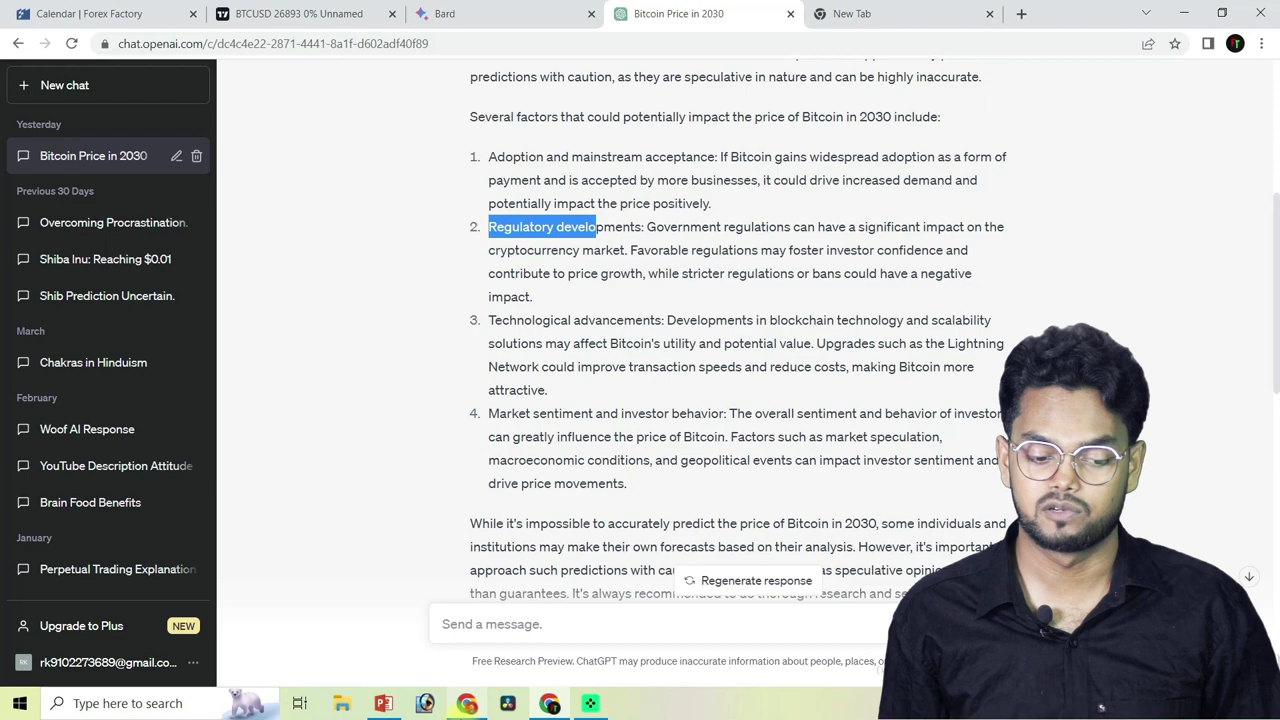 Calendar | Forex Factory
BTCUSD 26893 0% Unnamed
Bard
Bitcoin Price in 2030
New Tab
chat.openai.com/c/dc4c4e22-2871-4441-8a1f-d602adf40f89
New chat
Yesterday
Bitcoin Price in 2030
Previous 30 Days
Overcoming Procrastination.
Shiba Inu: Reaching $0.01
Shib Prediction Uncertain.
March
Chakras in Hinduism
February
Woof AI Response
YouTube Description Attitude
Brain Food Benefits
January
Perpetual Trading Explanation
Upgrade to Plus NEW
RK rk9102273689@gmail.co...
predictions with caution, as they are speculative in nature and can be highly inaccurate.
Several factors that could potentially impact the price of Bitcoin in 2030 include:
1. Adoption and mainstream acceptance: If Bitcoin gains widespread adoption as a form of
payment and is accepted by more businesses, it could drive increased demand and
potentially impact the price positively.
2. Regulatory developments: Government regulations can have a significant impact on the
cryptocurrency market. Favorable regulations may foster investor confidence and
contribute to price growth, while stricter regulations or bans could have a negative
impact.
3. Technological advancements: Developments in blockchain technology and scalability
solutions may affect Bitcoin's utility and potential value. Upgrades such as the Lightning
Network could improve transaction speeds and reduce costs, making Bitcoin more
attractive.
4. Market sentiment and investor behavior: The overall sentiment and behavior of investor
can greatly influence the price of Bitcoin. Factors such as market speculation,
macroeconomic conditions, and geopolitical events can impact investor sentiment and
drive price movements.
While it's impossible to accurately predict the price of Bitcoin in 2030, some individuals and
institutions may make their own forecasts based on their analysis. However, it's important
approach such predictions with as speculative
than guarantees. It's always
Regenerate response
Send a message.
Free Research Preview. ChatGPT may produce inaccurate information about people, places,
Type here to search